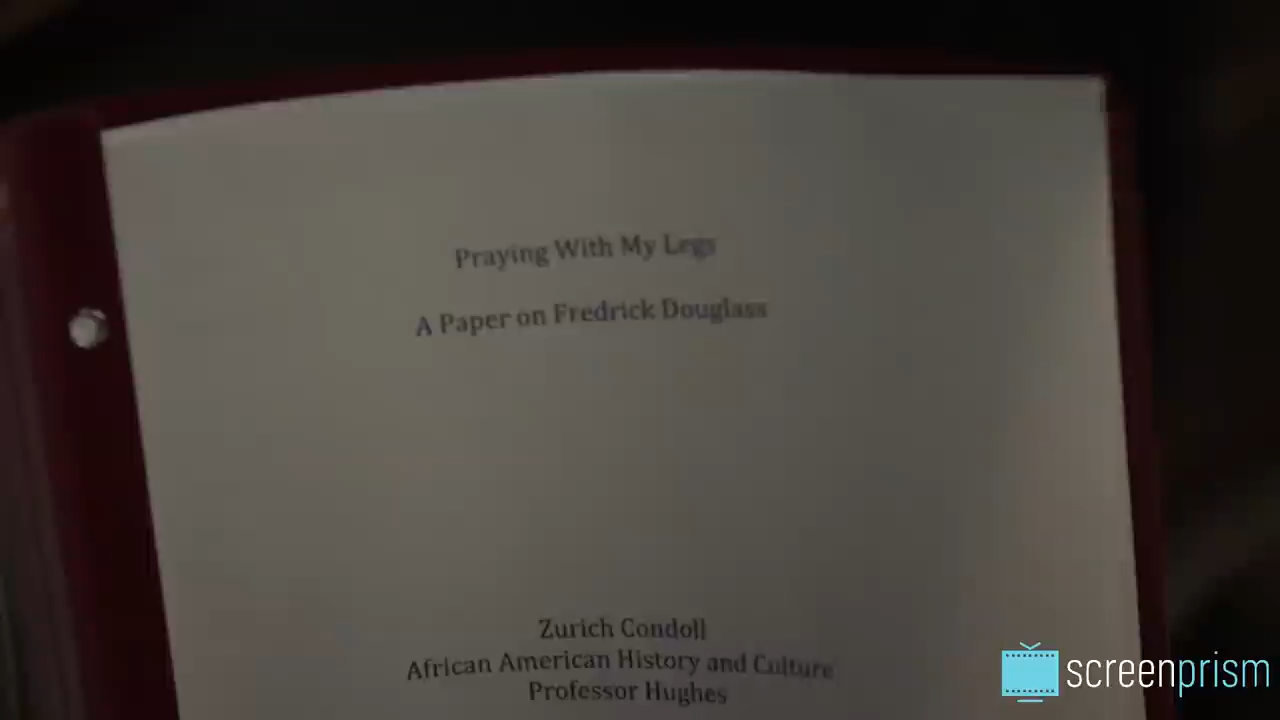 Praying With My Legs
A Paper on Fredrick Douglass
Zurich Condoll
African American History and Culture
Professor Hughes
screenprism